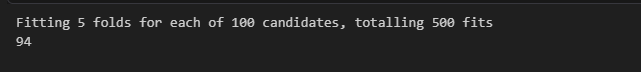 Fitting 5 folds for each of 100 candidates, totalling 500 fits
94